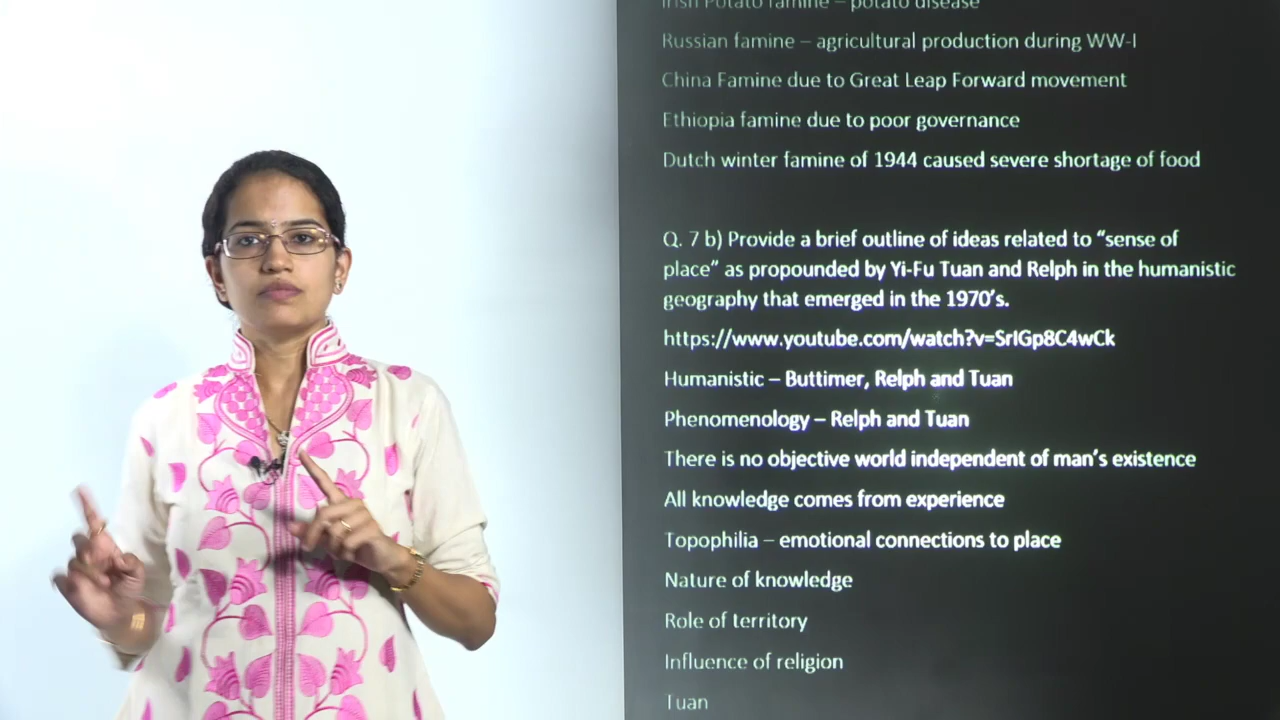 Irish Potato famine – potato disease
Russian famine – agricultural production during WW-I
China Famine due to Great Leap Forward movement
Ethiopia famine due to poor governance
Dutch winter famine of 1944 caused severe shortage of food
Q. 7 b) Provide a brief outline of ideas related to “sense of
place” as propounded by Yi-Fu Tuan and Relph in the humanistic
geography that emerged in the 1970’s.
https://www.youtube.com/watch?v=SrIGp8C4wCk
Humanistic – Buttimer, Relph and Tuan
Phenomenology – Relph and Tuan
There is no objective world independent of man’s existence
All knowledge comes from experience
Topophilia – emotional connections to place
Nature of knowledge
Role of territory
Influence of religion
Tuan